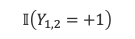 𝕀(Y₁,₂ = +1)